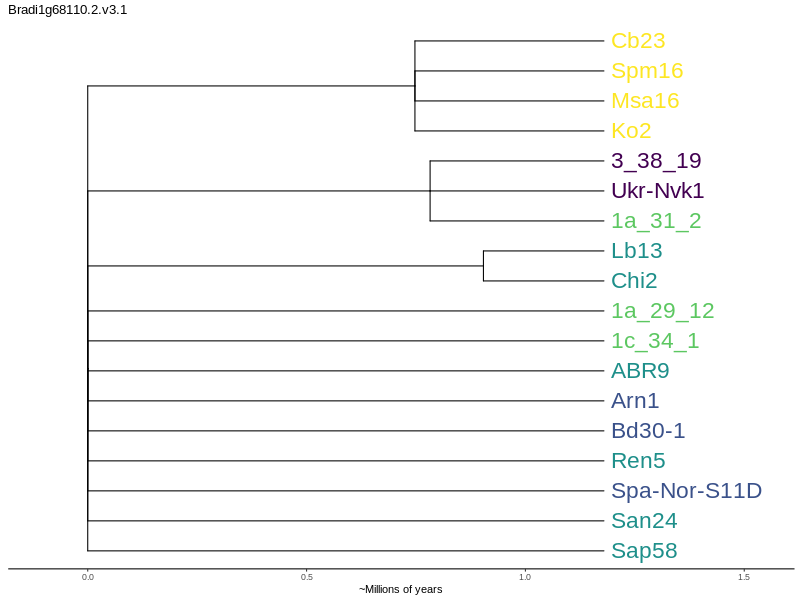 Bradi1g68110.2.v3.1
Cb23
Spm16
Msa16
Ko2
3_38_19
Ukr-Nvk1
1a_31_2
Lb13
Chi2
1a_29_12
1c_34_1
ABR9
Arn1
Bd30-1
Ren5
Spa-Nor-S11D
San24
Sap58
0.0 0.5 1.0 1.5
~Millions of years